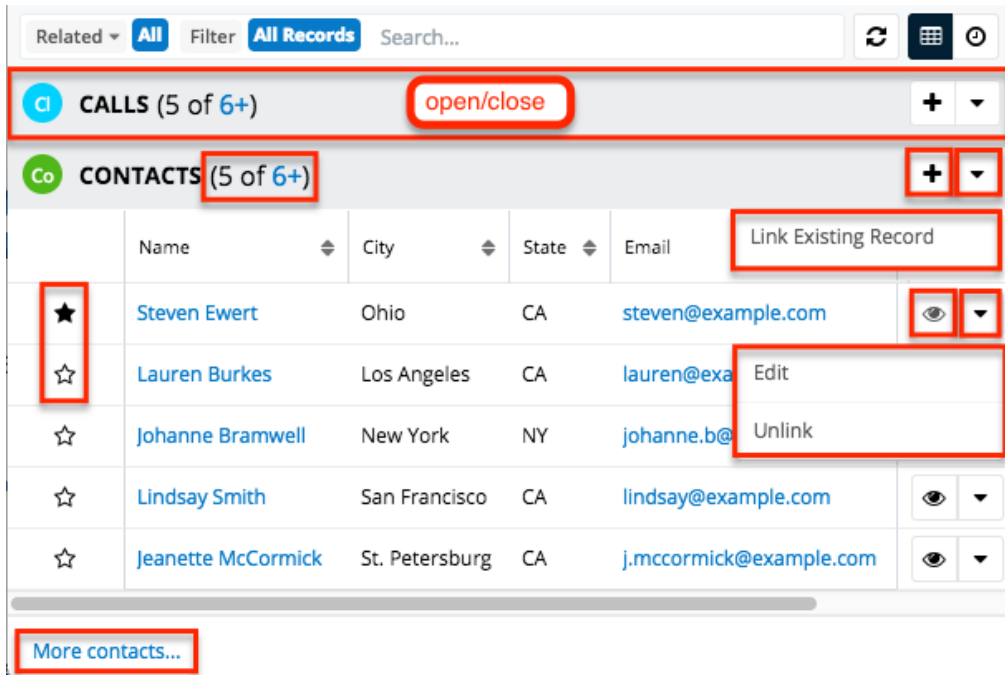 Related All Filter All Records Search...
Cl CALLS (5 of 6+) open/close
Co CONTACTS (5 of 6+)
Name City State Email Link Existing Record
Steven Ewert Ohio CA steven@example.com
Lauren Burkes Los Angeles CA lauren@exa Edit
Johanne Bramwell New York NY johanne.b@ Unlink
Lindsay Smith San Francisco CA lindsay@example.com
Jeanette McCormick St. Petersburg CA j.mccormick@example.com
More contacts...